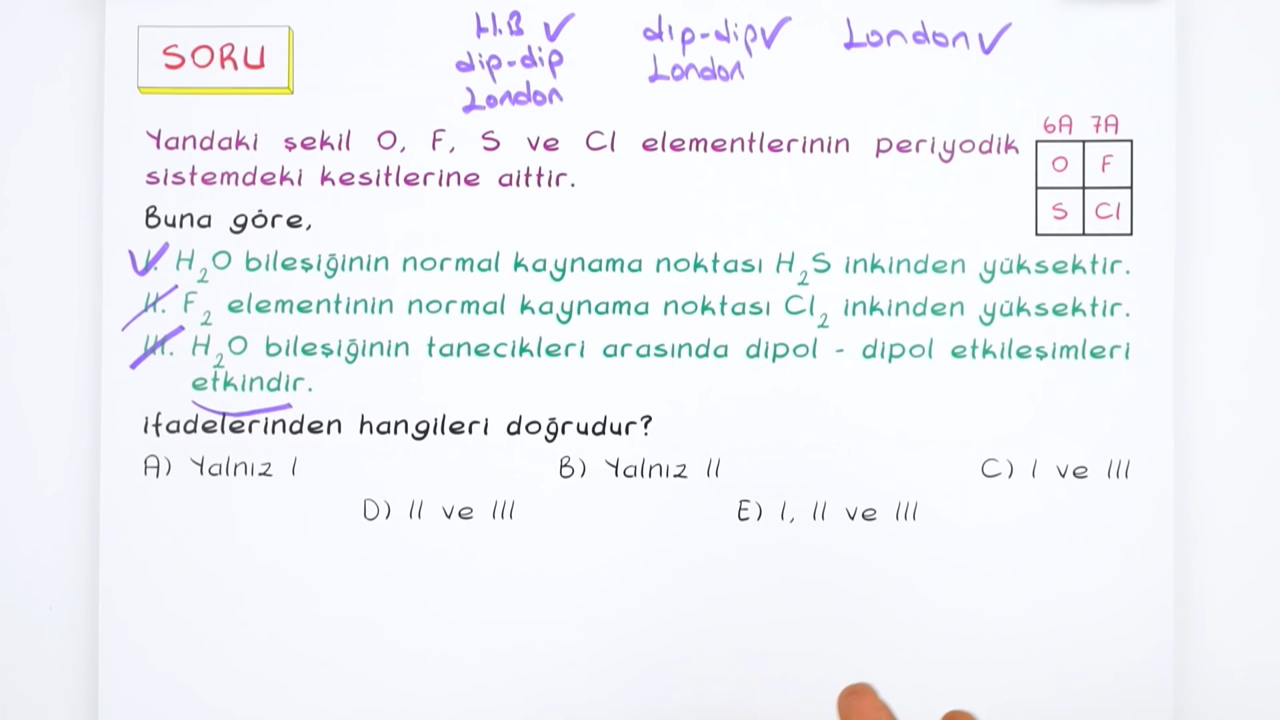 SORU
H.B ✓ dıp-dip✓ London✓
dip-dip London
London
Yandaki şekil O, F, S ve Cl elementlerinin periyodik
sistemdeki kesitlerine aittir.
6A 7A
O F
S Cl
Buna göre,
I. H₂O bileşiğinin normal kaynama noktası H₂S inkinden yüksektir.
II. F₂ elementinin normal kaynama noktası Cl₂ inkinden yüksektir.
III. H₂O bileşiğinin tanecikleri arasında dipol - dipol etkileşimleri
etkindir.
ifadelerinden hangileri doğrudur?
A) Yalnız I B) Yalnız II C) I ve III
D) II ve III E) I, II ve III